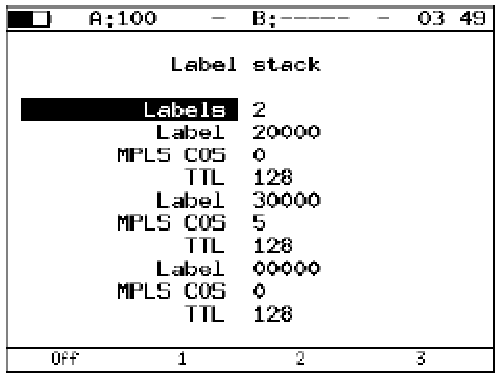 A:100 – B:----- – 03 49
Label stack
Labels 2
Label 20000
MPLS COS 0
TTL 128
Label 30000
MPLS COS 5
TTL 128
Label 00000
MPLS COS 0
TTL 128
Off 1 2 3